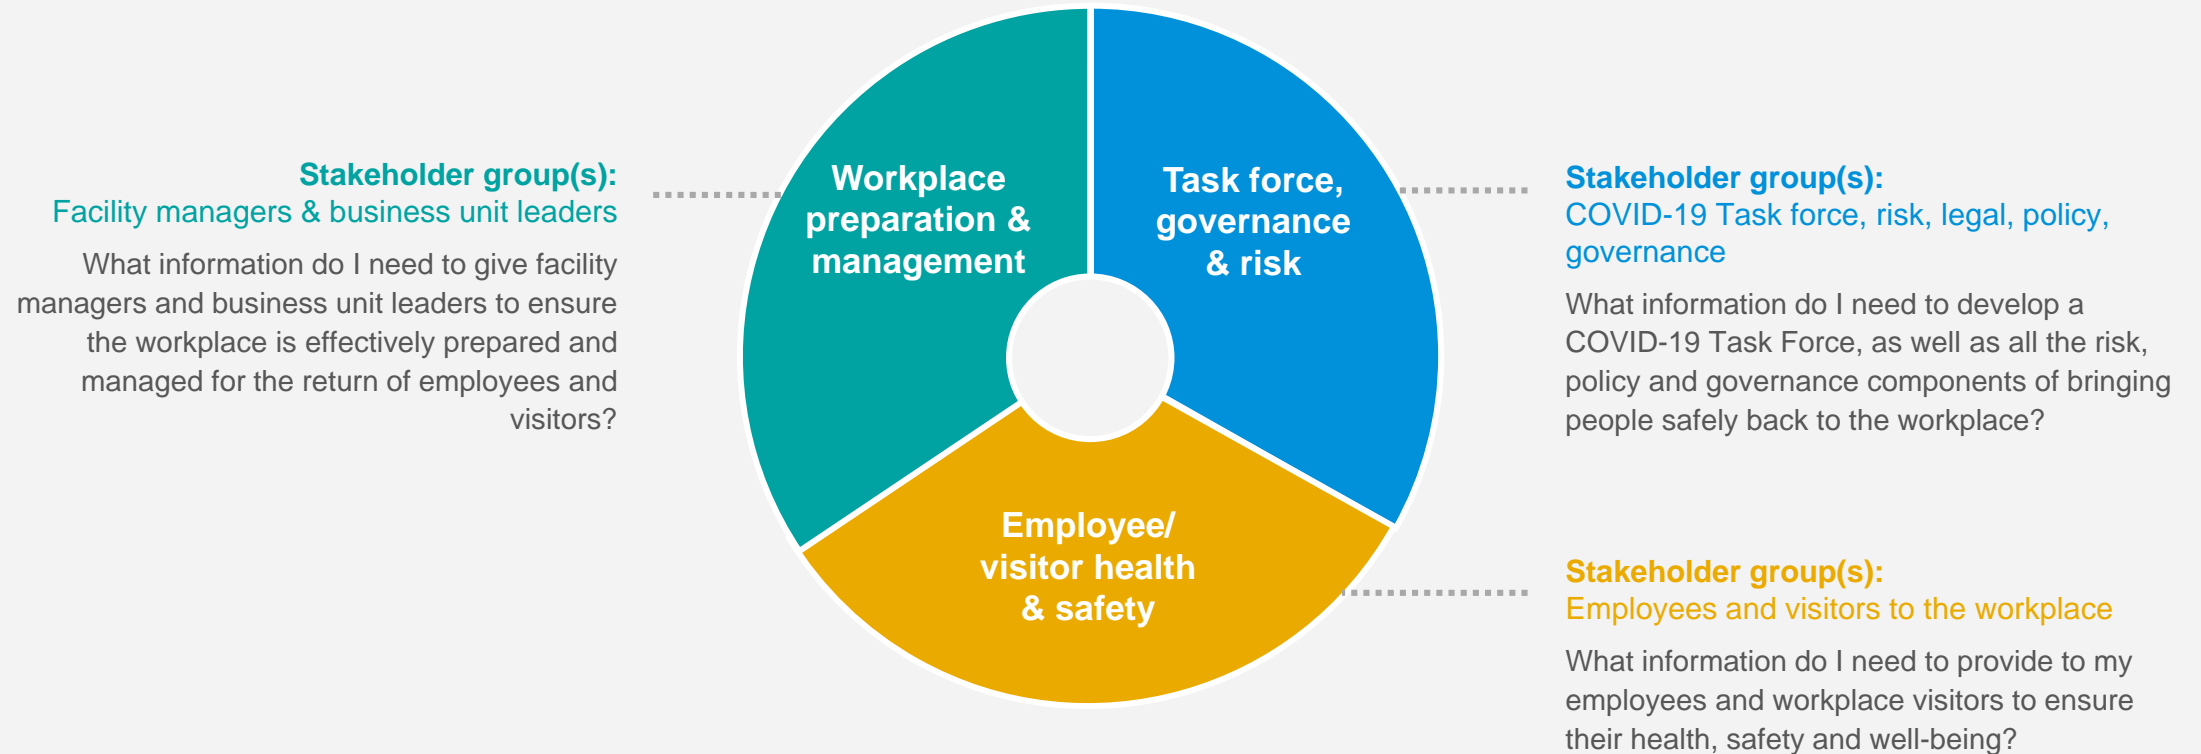 Stakeholder group(s):
Facility managers & business unit leaders
What information do I need to give facility
managers and business unit leaders to ensure
the workplace is effectively prepared and
managed for the return of employees and
visitors?
Workplace
preparation &
management
Task force,
governance
& risk
Employee/
visitor health
& safety
Stakeholder group(s):
COVID-19 Task force, risk, legal, policy,
governance
What information do I need to develop a
COVID-19 Task Force, as well as all the risk,
policy and governance components of bringing
people safely back to the workplace?
Stakeholder group(s):
Employees and visitors to the workplace
What information do I need to provide to my
employees and workplace visitors to ensure
their health, safety and well-being?